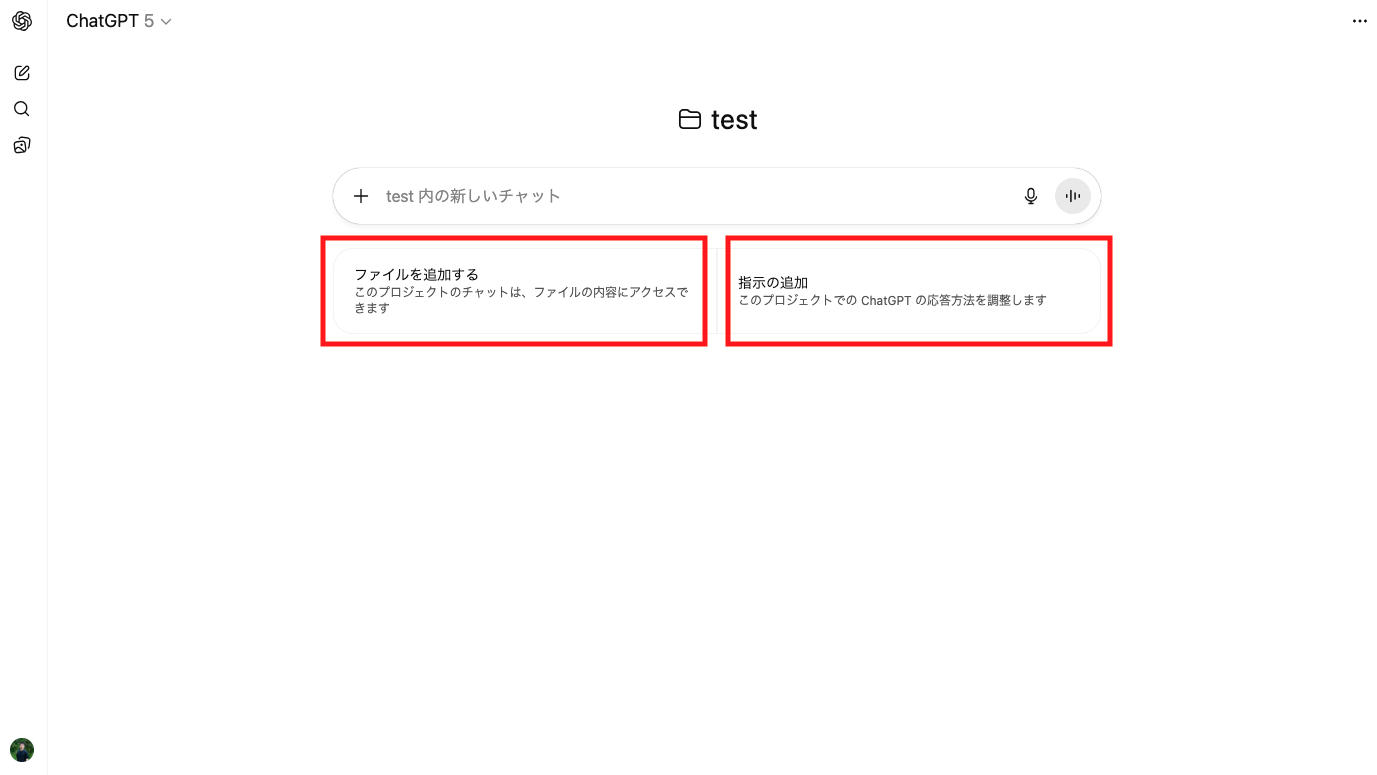 ChatGPT 5
test
test 内の新しいチャット
ファイルを追加する
このプロジェクトのチャットは、ファイルの内容にアクセスで
きます
指示の追加
このプロジェクトでの ChatGPT の応答方法を調整します